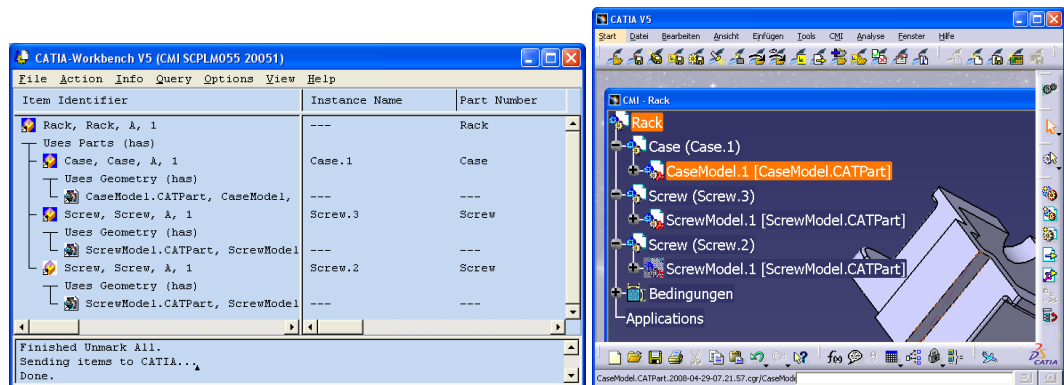 CATIA-Workbench V5 (CMI SCPLM055 20051)
File Action Info Query Options View Help
Item Identifier Instance Name Part Number
Rack, Rack, A, 1 --- Rack
Uses Parts (has)
Case, Case, A, 1 Case.1 Case
Uses Geometry (has)
CaseModel.CATPart, CaseModel, --- ---
Screw, Screw, A, 1 Screw.3 Screw
Uses Geometry (has)
ScrewModel.CATPart, ScrewModel --- ---
Screw, Screw, A, 1 Screw.2 Screw
Uses Geometry (has)
ScrewModel.CATPart, ScrewModel --- ---
Finished Unmark All.
Sending items to CATIA...
Done.
CATIA V5
Start Datei Bearbeiten Ansicht Einfügen Tools CMI Analyse Fenster Hilfe
CMI - Rack
Rack
Case (Case.1)
CaseModel.1 [CaseModel.CATPart]
Screw (Screw.3)
ScrewModel.1 [ScrewModel.CATPart]
Screw (Screw.2)
ScrewModel.1 [ScrewModel.CATPart]
Bedingungen
Applications
f(x)
CATIA
CaseModel.CATPart.2008-04-29-07.21.57.cgr/CaseMode